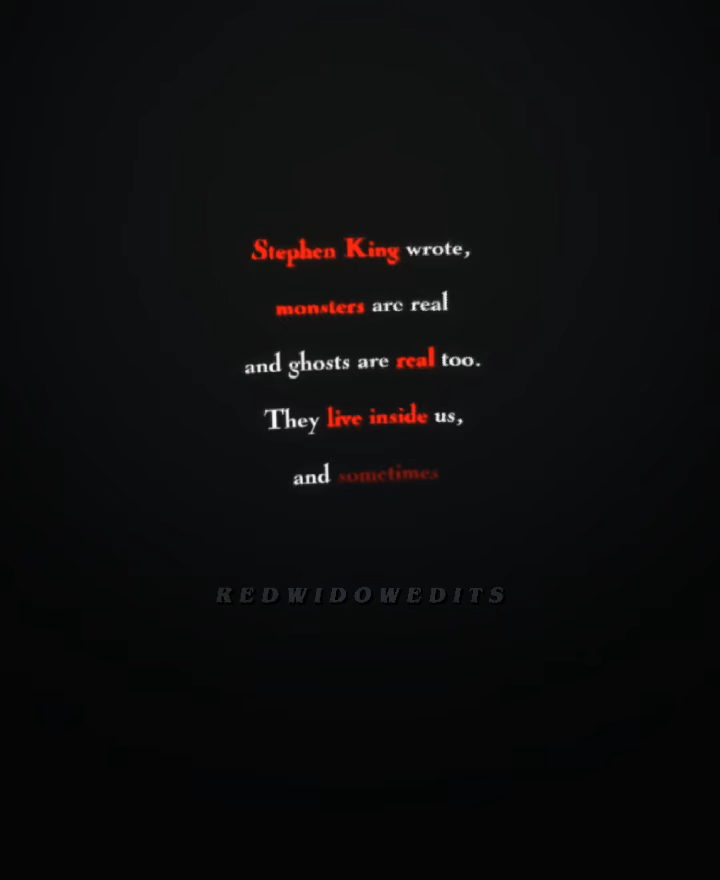 Stephen King wrote,
monsters are real
and ghosts are real too.
They live inside us,
and sometimes
REDWIDOWEDITS